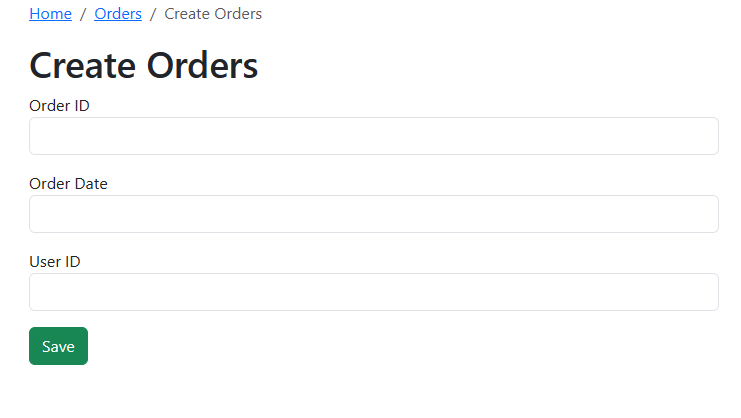 Home / Orders / Create Orders
Create Orders
Order ID
Order Date
User ID
Save